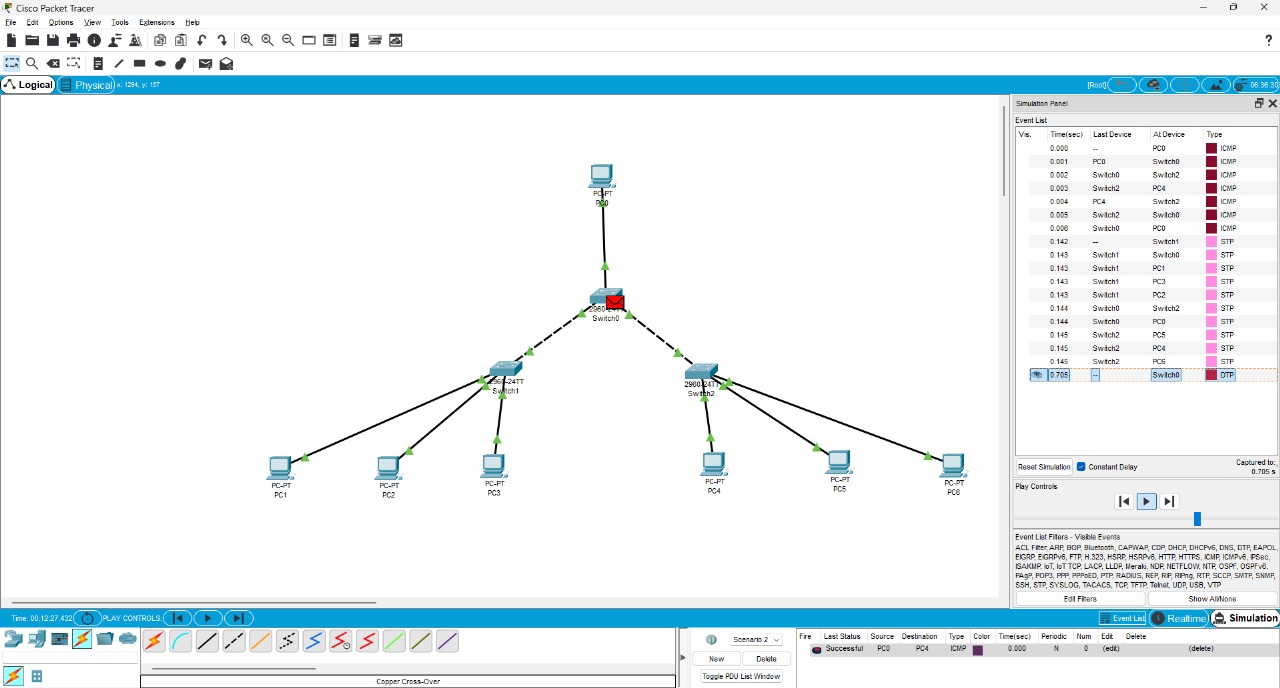 Cisco Packet Tracer
File Edit Options View Tools Extensions Help
?
Logical Physical x: 1294, y: 157 [Root] 06:36:30
PC-PT
PC0
2960-24TT
Switch0
2960-24TT
Switch1
2960-24TT
Switch2
PC-PT
PC1
PC-PT
PC2
PC-PT
PC3
PC-PT
PC4
PC-PT
PC5
PC-PT
PC6
Simulation Panel
Event List
Vis. Time(sec) Last Device At Device Type
0.000 -- PC0 ICMP
0.001 PC0 Switch0 ICMP
0.002 Switch0 Switch2 ICMP
0.003 Switch2 PC4 ICMP
0.004 PC4 Switch2 ICMP
0.005 Switch2 Switch0 ICMP
0.006 Switch0 PC0 ICMP
0.142 -- Switch1 STP
0.143 Switch1 Switch0 STP
0.143 Switch1 PC1 STP
0.143 Switch1 PC3 STP
0.143 Switch1 PC2 STP
0.144 Switch0 Switch2 STP
0.144 Switch0 PC0 STP
0.145 Switch2 PC5 STP
0.145 Switch2 PC4 STP
0.145 Switch2 PC6 STP
0.705 -- Switch0 DTP
Reset Simulation Constant Delay Captured to:
0.705 s
Play Controls
Event List Filters - Visible Events
ACL Filter, ARP, BGP, Bluetooth, CAPWAP, CDP, DHCP, DHCPv6, DNS, DTP, EAPOL,
EIGRP, EIGRPv6, FTP, H.323, HSRP, HSRPv6, HTTP, HTTPS, ICMP, ICMPv6, IPSec,
ISAKMP, IoT, IoT TCP, LACP, LLDP, Meraki, NDP, NETFLOW, NTP, OSPF, OSPFv6,
PAgP, POP3, PPP, PPPoED, PTP, RADIUS, REP, RIP, RIPng, RTP, SCCP, SMTP, SNMP,
SSH, STP, SYSLOG, TACACS, TCP, TFTP, Telnet, UDP, USB, VTP
Edit Filters Show All/None
Time: 00:12:27.432 PLAY CONTROLS: Event List Realtime Simulation
Copper Cross-Over
Scenario 2
New Delete
Toggle PDU List Window
Fire Last Status Source Destination Type Color Time(sec) Periodic Num Edit Delete
Successful PC0 PC4 ICMP 0.000 N 0 (edit) (delete)